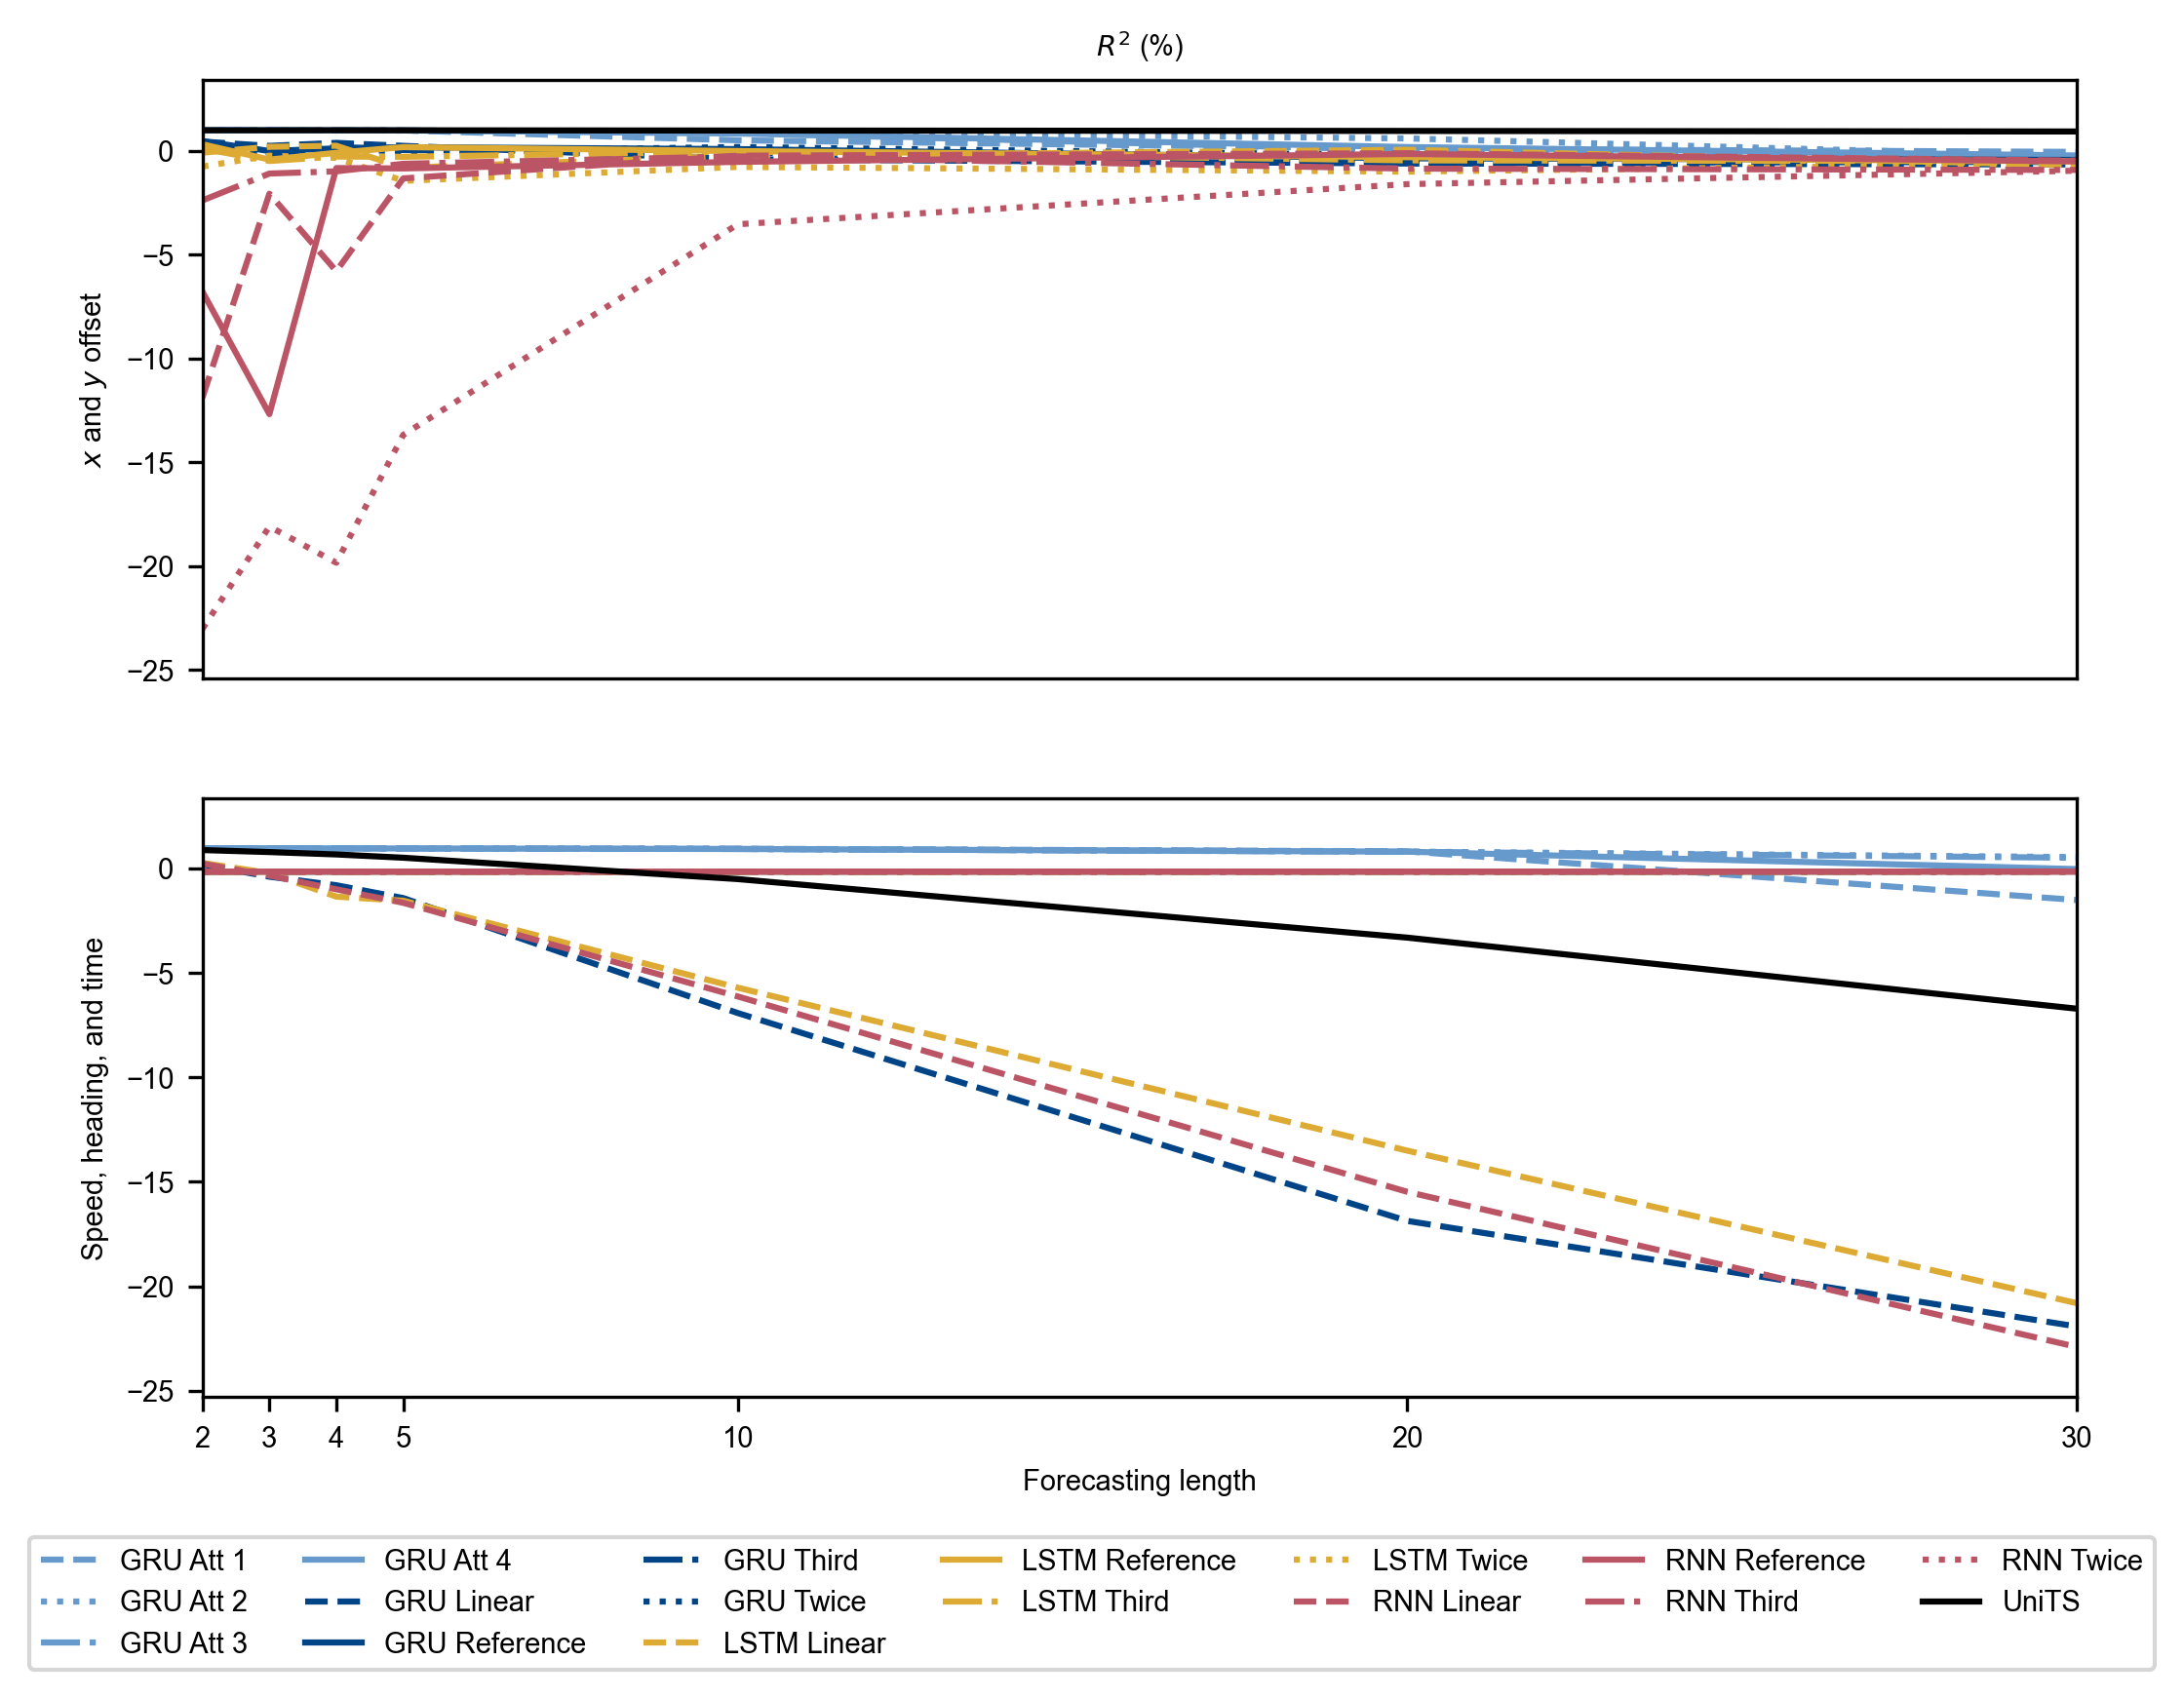 R² (%)
x and y offset
0
−5
−10
−15
−20
−25
Speed, heading, and time
0
−5
−10
−15
−20
−25
2 3 4 5 10 20 30
Forecasting length
GRU Att 1 GRU Att 4 GRU Third LSTM Reference LSTM Twice RNN Reference RNN Twice
GRU Att 2 GRU Linear GRU Twice LSTM Third RNN Linear RNN Third UniTS
GRU Att 3 GRU Reference LSTM Linear